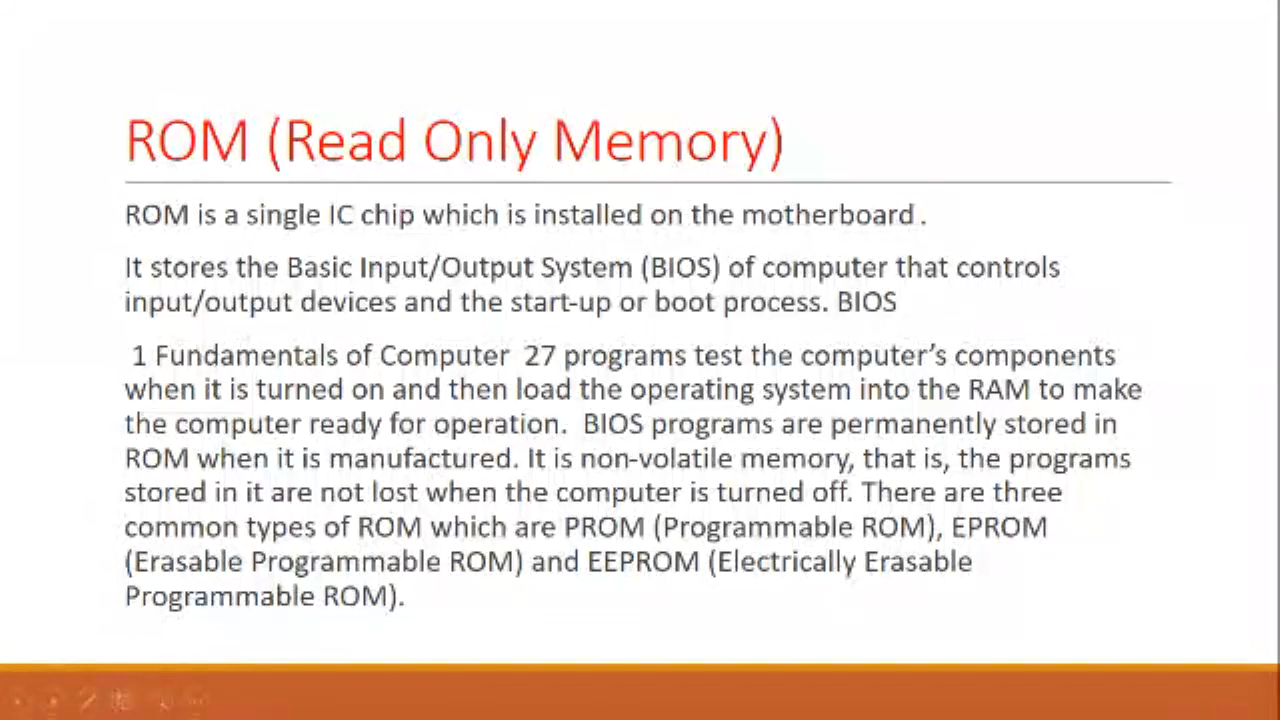 ROM (Read Only Memory)
ROM is a single IC chip which is installed on the motherboard .
It stores the Basic Input/Output System (BIOS) of computer that controls
input/output devices and the start-up or boot process. BIOS
1 Fundamentals of Computer  27 programs test the computer’s components
when it is turned on and then load the operating system into the RAM to make
the computer ready for operation.  BIOS programs are permanently stored in
ROM when it is manufactured. It is non-volatile memory, that is, the programs
stored in it are not lost when the computer is turned off. There are three
common types of ROM which are PROM (Programmable ROM), EPROM
(Erasable Programmable ROM) and EEPROM (Electrically Erasable
Programmable ROM).